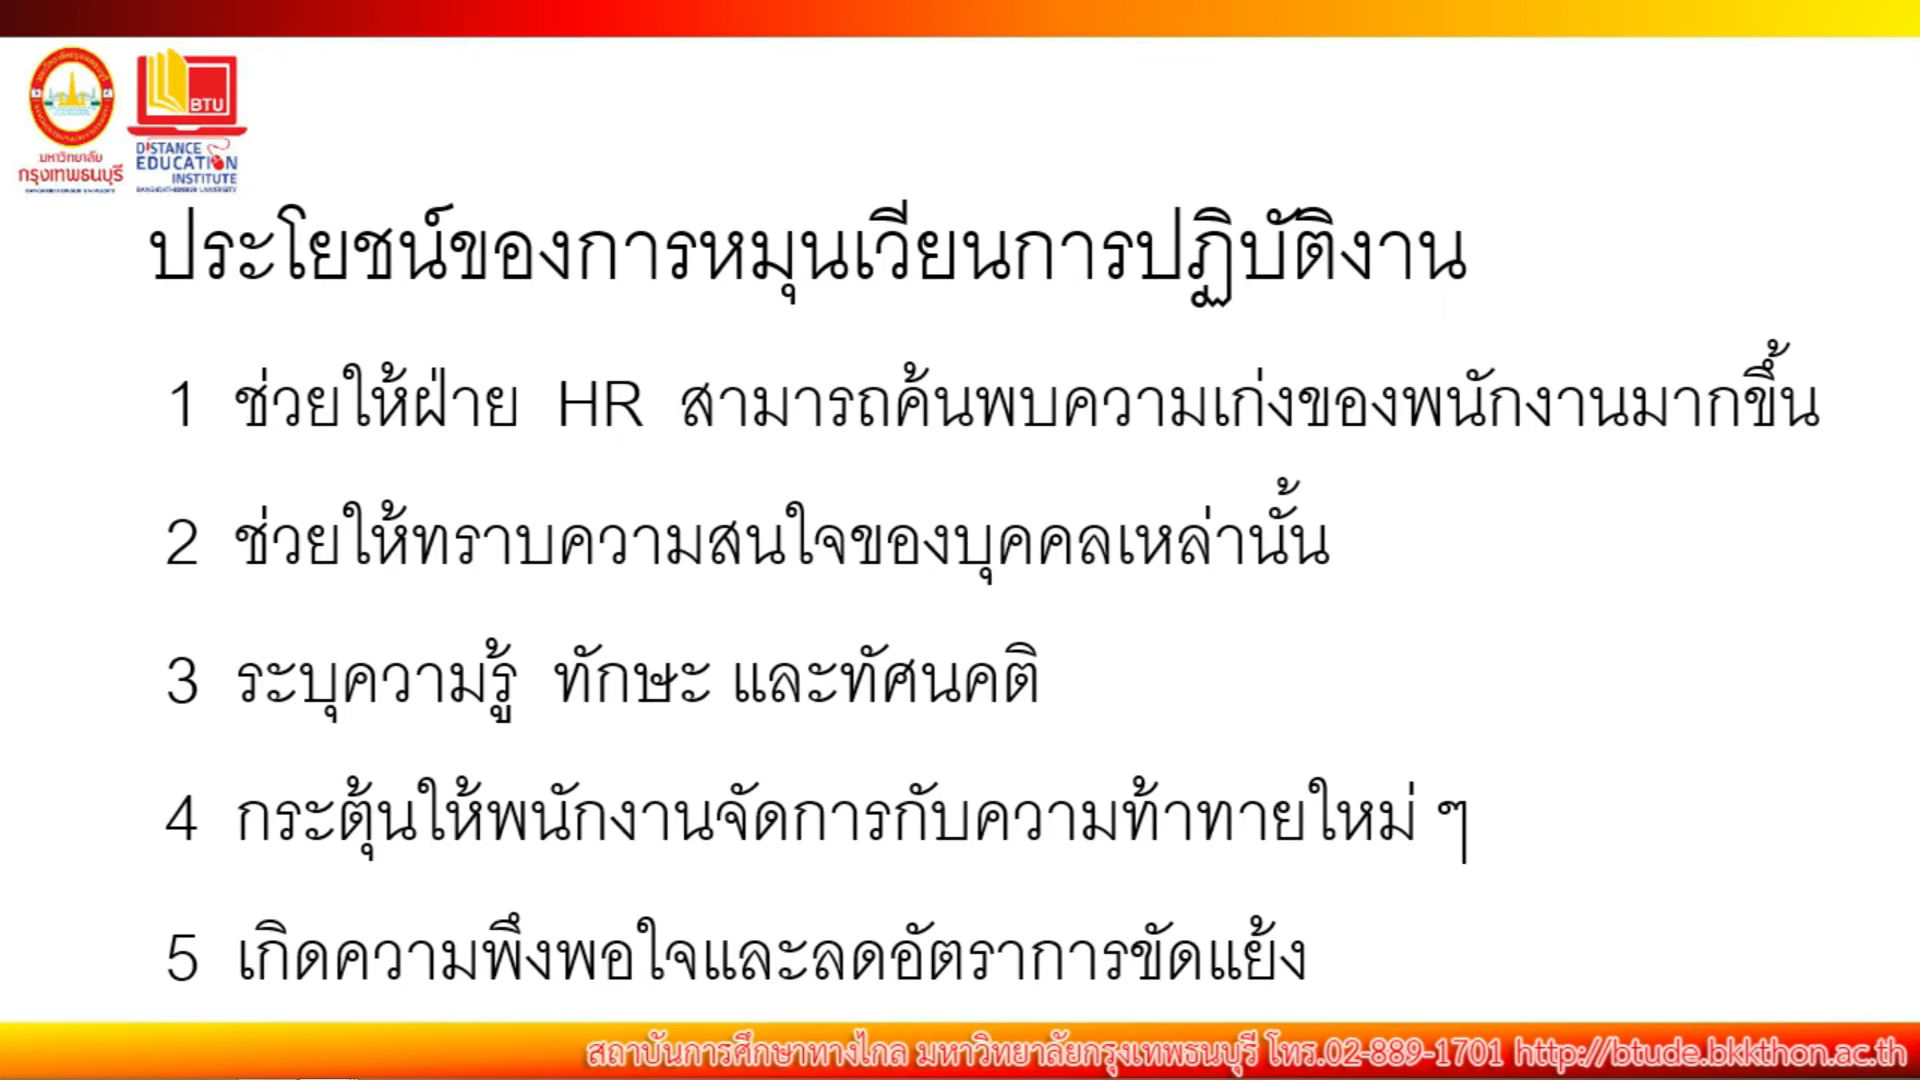 มหาวิทยาลัย
กรุงเทพธนบุรี
BTU
DISTANCE
EDUCATION
INSTITUTE
BANGKOKTHONBURI UNIVERSITY
ประโยชน์ของการหมุนเวียนการปฏิบัติงาน
1 ช่วยให้ฝ่าย HR สามารถค้นพบความเก่งของพนักงานมากขึ้น
2 ช่วยให้ทราบความสนใจของบุคคลเหล่านั้น
3 ระบุความรู้ ทักษะ และทัศนคติ
4 กระตุ้นให้พนักงานจัดการกับความท้าทายใหม่ ๆ
5 เกิดความพึงพอใจและลดอัตราการขัดแย้ง
สถาบันการศึกษาทางไกล มหาวิทยาลัยกรุงเทพธนบุรี โทร.02-889-1701 http://btude.bkkthon.ac.th